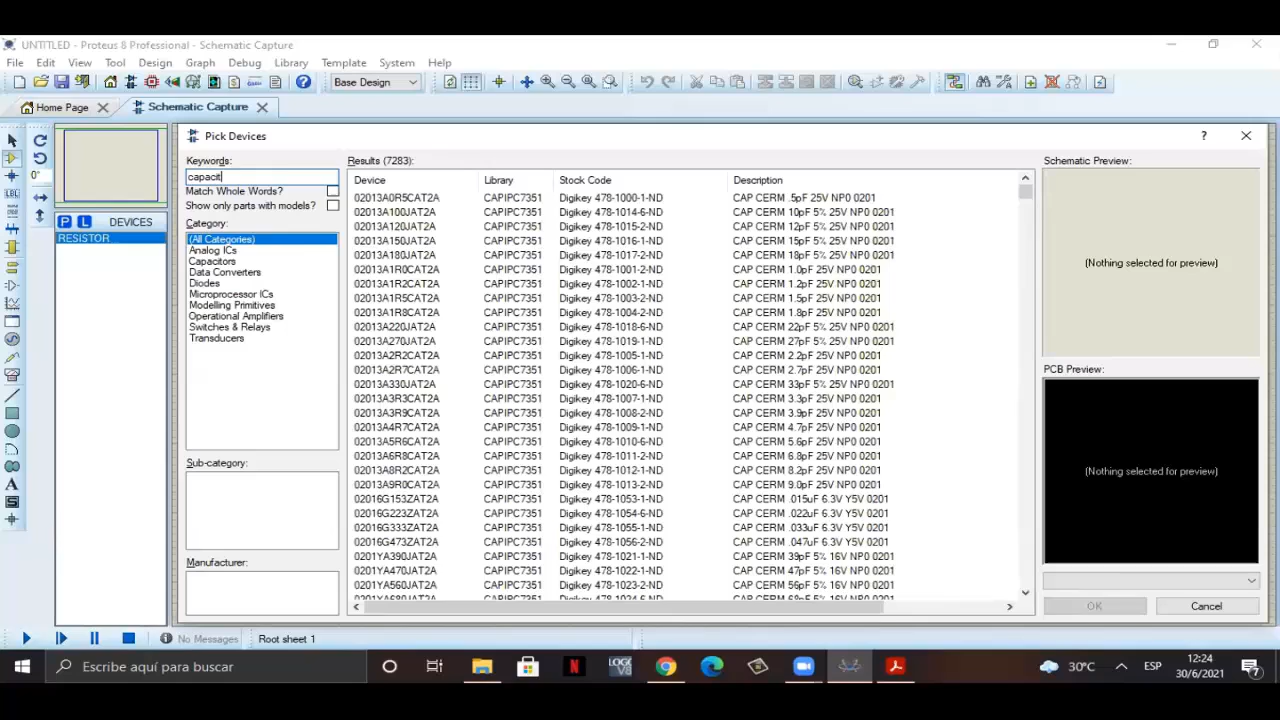 UNTITLED - Proteus 8 Professional - Schematic Capture
File Edit View Tool Design Graph Debug Library Template System Help
Base Design
Home Page Schematic Capture
Pick Devices
0°
P L DEVICES
RESISTOR
Keywords:
capacit
Match Whole Words?
Show only parts with models?
Category:
(All Categories)
Analog ICs
Capacitors
Data Converters
Diodes
Microprocessor ICs
Modelling Primitives
Operational Amplifiers
Switches & Relays
Transducers
Sub-category:
Manufacturer:
Results (7283):
Device Library Stock Code Description
02013A0R5CAT2A CAPIPC7351 Digikey 478-1000-1-ND CAP CERM .5pF 25V NP0 0201
02013A100JAT2A CAPIPC7351 Digikey 478-1014-6-ND CAP CERM 10pF 5% 25V NP0 0201
02013A120JAT2A CAPIPC7351 Digikey 478-1015-2-ND CAP CERM 12pF 5% 25V NP0 0201
02013A150JAT2A CAPIPC7351 Digikey 478-1016-1-ND CAP CERM 15pF 5% 25V NP0 0201
02013A180JAT2A CAPIPC7351 Digikey 478-1017-2-ND CAP CERM 18pF 5% 25V NP0 0201
02013A1R0CAT2A CAPIPC7351 Digikey 478-1001-2-ND CAP CERM 1.0pF 25V NP0 0201
02013A1R2CAT2A CAPIPC7351 Digikey 478-1002-1-ND CAP CERM 1.2pF 25V NP0 0201
02013A1R5CAT2A CAPIPC7351 Digikey 478-1003-2-ND CAP CERM 1.5pF 25V NP0 0201
02013A1R8CAT2A CAPIPC7351 Digikey 478-1004-2-ND CAP CERM 1.8pF 25V NP0 0201
02013A220JAT2A CAPIPC7351 Digikey 478-1018-6-ND CAP CERM 22pF 5% 25V NP0 0201
02013A270JAT2A CAPIPC7351 Digikey 478-1019-1-ND CAP CERM 27pF 5% 25V NP0 0201
02013A2R2CAT2A CAPIPC7351 Digikey 478-1005-1-ND CAP CERM 2.2pF 25V NP0 0201
02013A2R7CAT2A CAPIPC7351 Digikey 478-1006-1-ND CAP CERM 2.7pF 25V NP0 0201
02013A330JAT2A CAPIPC7351 Digikey 478-1020-6-ND CAP CERM 33pF 5% 25V NP0 0201
02013A3R3CAT2A CAPIPC7351 Digikey 478-1007-1-ND CAP CERM 3.3pF 25V NP0 0201
02013A3R9CAT2A CAPIPC7351 Digikey 478-1008-2-ND CAP CERM 3.9pF 25V NP0 0201
02013A4R7CAT2A CAPIPC7351 Digikey 478-1009-1-ND CAP CERM 4.7pF 25V NP0 0201
02013A5R6CAT2A CAPIPC7351 Digikey 478-1010-6-ND CAP CERM 5.6pF 25V NP0 0201
02013A6R8CAT2A CAPIPC7351 Digikey 478-1011-2-ND CAP CERM 6.8pF 25V NP0 0201
02013A8R2CAT2A CAPIPC7351 Digikey 478-1012-1-ND CAP CERM 8.2pF 25V NP0 0201
02013A9R0CAT2A CAPIPC7351 Digikey 478-1013-2-ND CAP CERM 9.0pF 25V NP0 0201
02016G153ZAT2A CAPIPC7351 Digikey 478-1053-1-ND CAP CERM .015uF 6.3V Y5V 0201
02016G223ZAT2A CAPIPC7351 Digikey 478-1054-6-ND CAP CERM .022uF 6.3V Y5V 0201
02016G333ZAT2A CAPIPC7351 Digikey 478-1055-1-ND CAP CERM .033uF 6.3V Y5V 0201
02016G473ZAT2A CAPIPC7351 Digikey 478-1056-2-ND CAP CERM .047uF 6.3V Y5V 0201
0201YA390JAT2A CAPIPC7351 Digikey 478-1021-1-ND CAP CERM 39pF 5% 16V NP0 0201
0201YA470JAT2A CAPIPC7351 Digikey 478-1022-1-ND CAP CERM 47pF 5% 16V NP0 0201
0201YA560JAT2A CAPIPC7351 Digikey 478-1023-2-ND CAP CERM 56pF 5% 16V NP0 0201
0201YA680JAT2A CAPIPC7351 Digikey 478-1024-6-ND CAP CERM 68pF 5% 16V NP0 0201
Schematic Preview:
(Nothing selected for preview)
PCB Preview:
(Nothing selected for preview)
OK Cancel
No Messages Root sheet 1
Escribe aquí para buscar
30°C ESP 12:24
30/6/2021
7